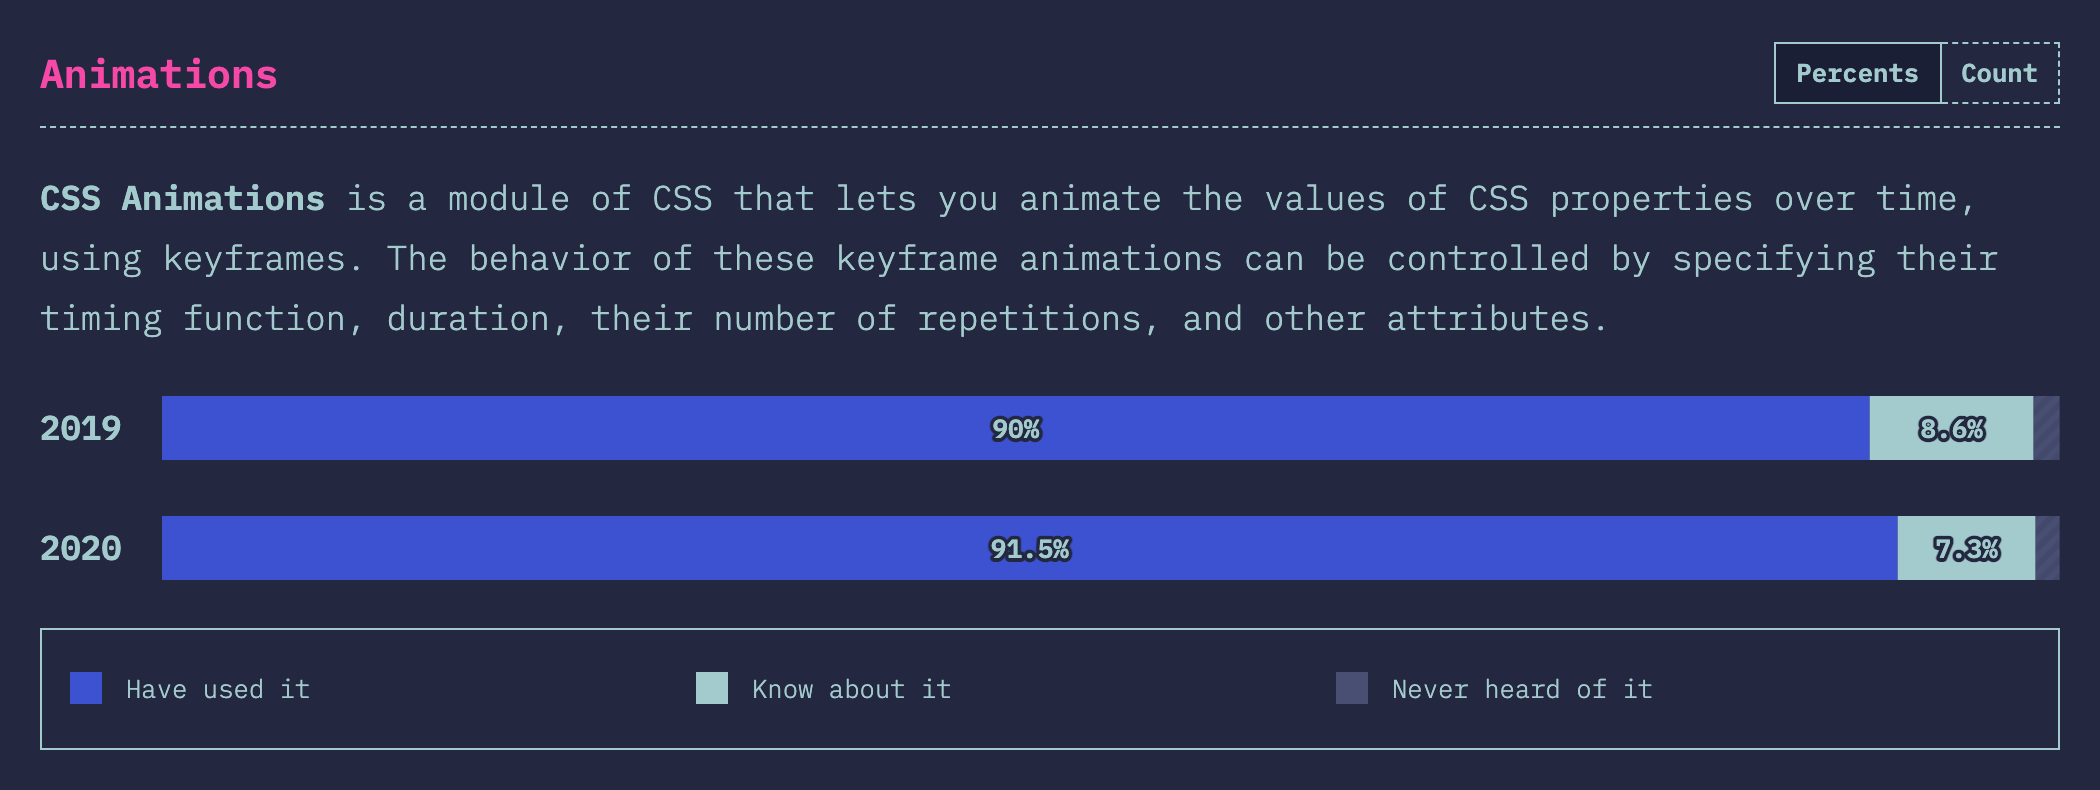 Animations
Percents Count
CSS Animations is a module of CSS that lets you animate the values of CSS properties over time,
using keyframes. The behavior of these keyframe animations can be controlled by specifying their
timing function, duration, their number of repetitions, and other attributes.
2019 90% 8.6%
2020 91.5% 7.3%
Have used it Know about it Never heard of it